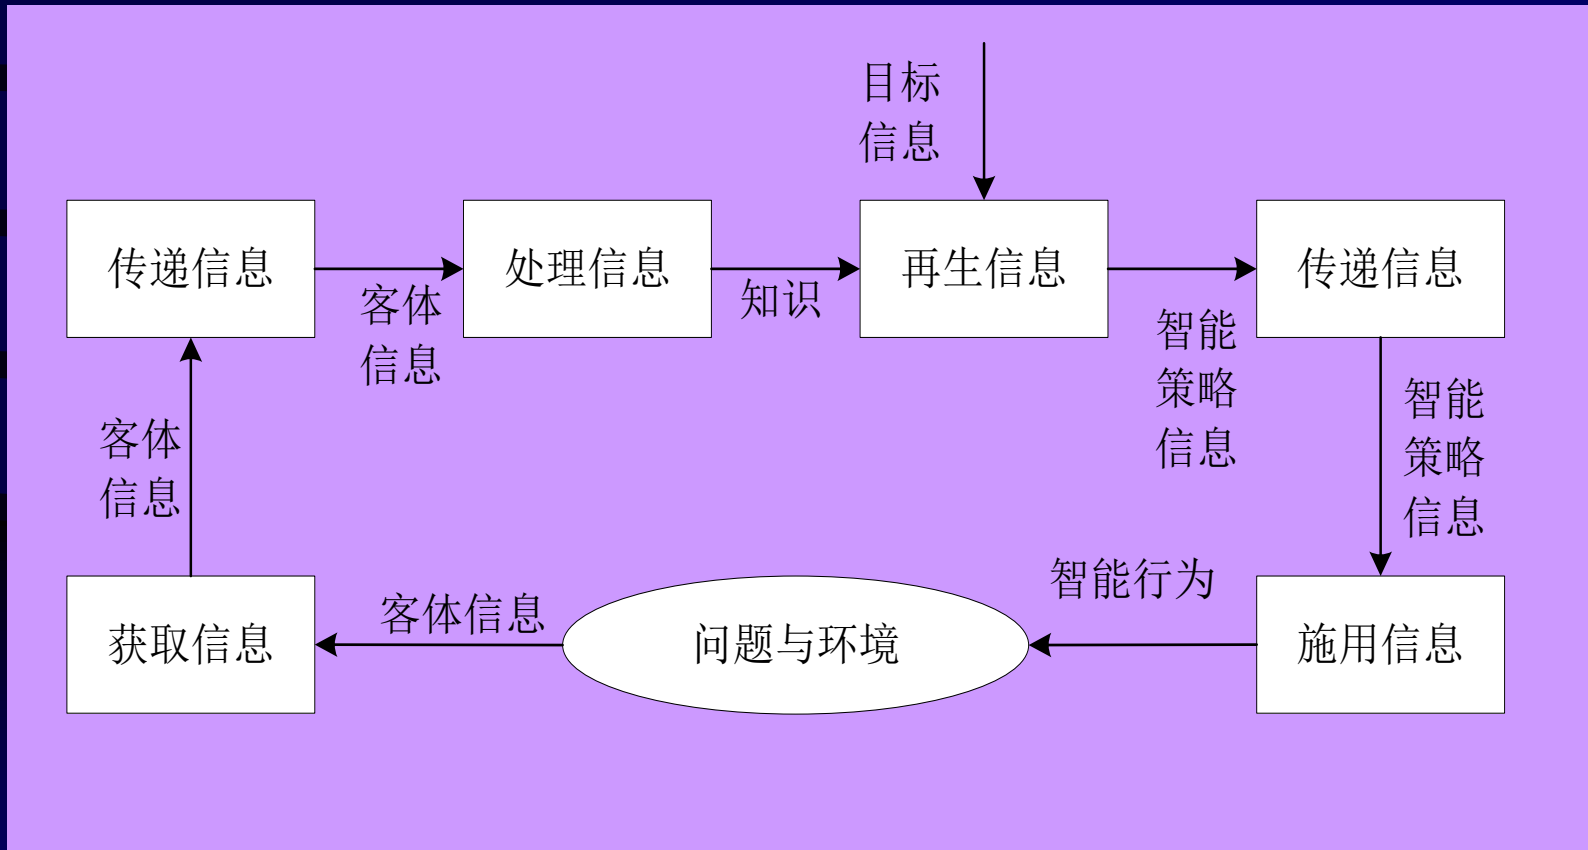 目标
信息
传递信息
客体
信息
处理信息
知识
再生信息
智能
策略
信息
传递信息
智能
策略
信息
客体
信息
获取信息
客体信息
问题与环境
智能行为
施用信息